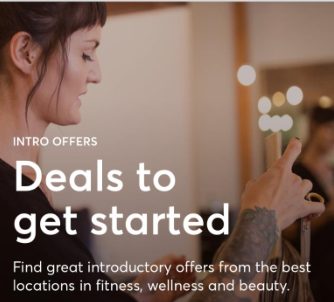 INTRO OFFERS
Deals to
get started
Find great introductory offers from the best
locations in fitness, wellness and beauty.